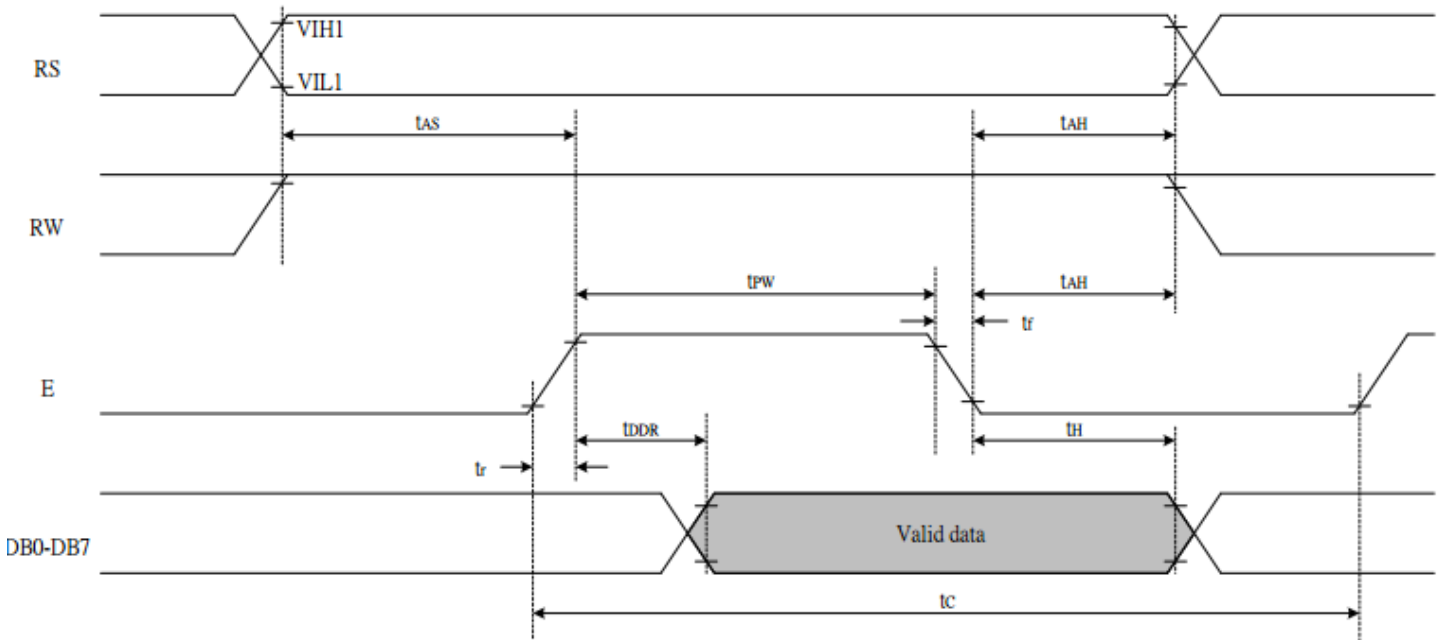 VIH1
RS
VIL1
tAS
tAH
RW
tPW
tAH
tf
E
tDDR
tH
tr
Valid data
DB0-DB7
tC